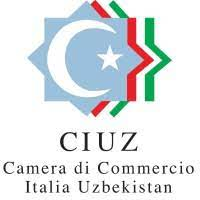 CIUZ
Camera di Commercio
Italia Uzbekistan